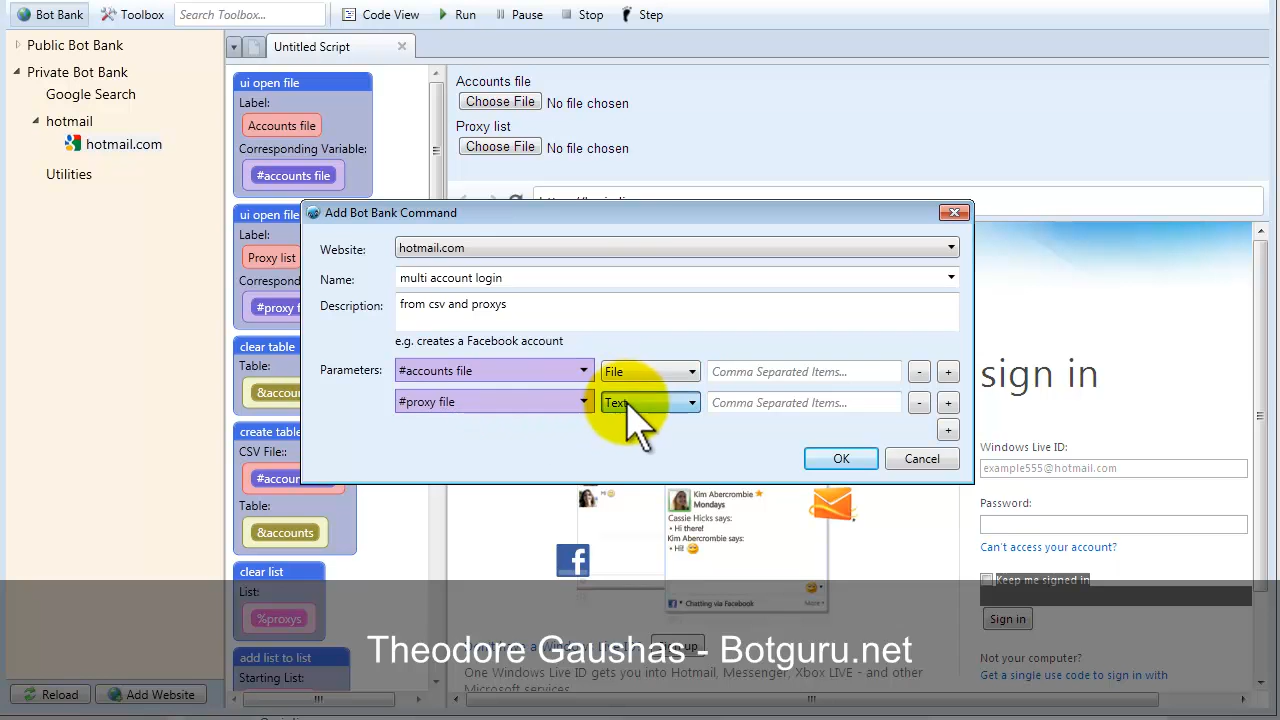 Bot Bank
Toolbox
Search Toolbox...
Code View
Run
Pause
Stop
Step
Public Bot Bank
Private Bot Bank
Google Search
hotmail
hotmail.com
Utilities
Reload
Add Website
Untitled Script
ui open file
Label:
Accounts file
Corresponding Variable:
#accounts file
ui open file
Label:
Proxy list
Correspond
#proxy f
clear table
Table:
&accou
create table
CSV File::
#accou
Table:
&accounts
clear list
List:
%proxys
add list to list
Starting List:
Accounts file
Choose File No file chosen
Proxy list
Choose File No file chosen
Add Bot Bank Command
Website: hotmail.com
Name: multi account login
Description: from csv and proxys
e.g. creates a Facebook account
Parameters: #accounts file File Comma Separated Items... - +
#proxy file Text Comma Separated Items... - +
+
OK Cancel
Kim Abercrombie
Mondays
Cassie Hicks says:
• Hi there!
Kim Abercrombie says:
• Hi!
Chatting via Facebook
More
sign in
Windows Live ID:
example555@hotmail.com
Password:
Can't access your account?
Keep me signed in
Sign in
Not your computer?
Get a single use code to sign in with
Theodore Gaushas - Botguru.net
One Windows Live ID gets you into Hotmail, Messenger, Xbox LIVE - and other
Microsoft services.